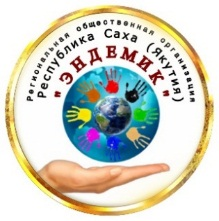 Региональная общественная организация
Республика Саха (Якутия)
"ЭНДЕМИК"